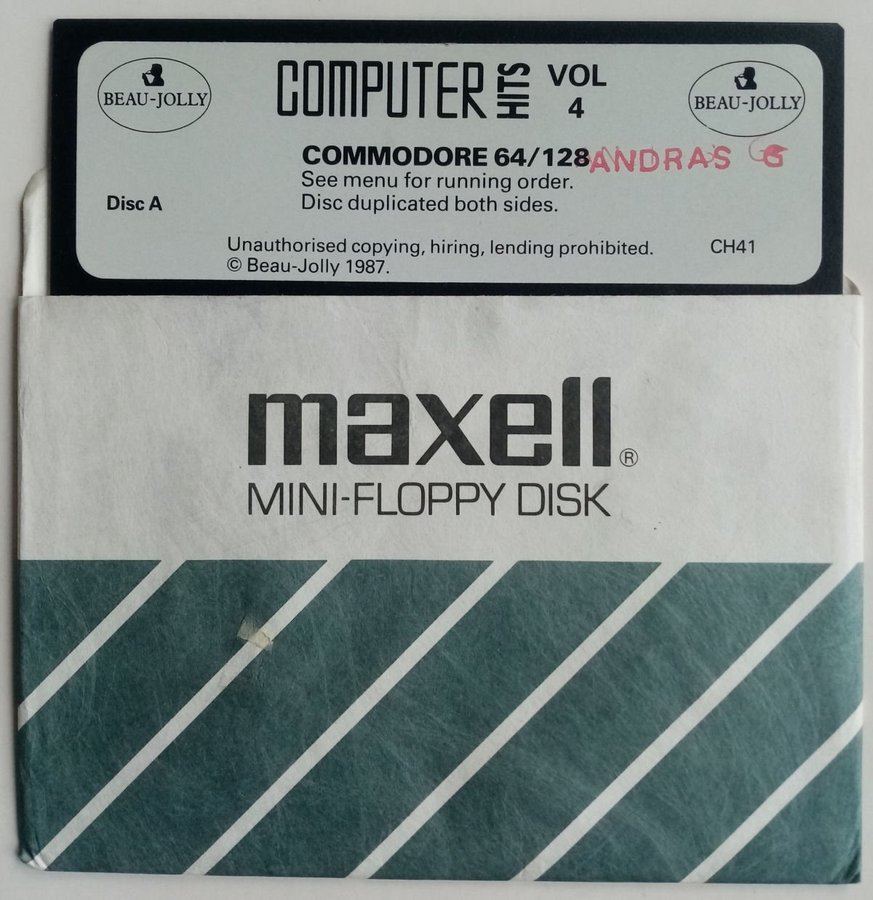 BEAU-JOLLY
COMPUTER HITS VOL 4
BEAU-JOLLY
COMMODORE 64/128 ANDRAS G
See menu for running order.
Disc A
Disc duplicated both sides.
Unauthorised copying, hiring, lending prohibited.
CH41
© Beau-Jolly 1987.
maxell®
MINI-FLOPPY DISK